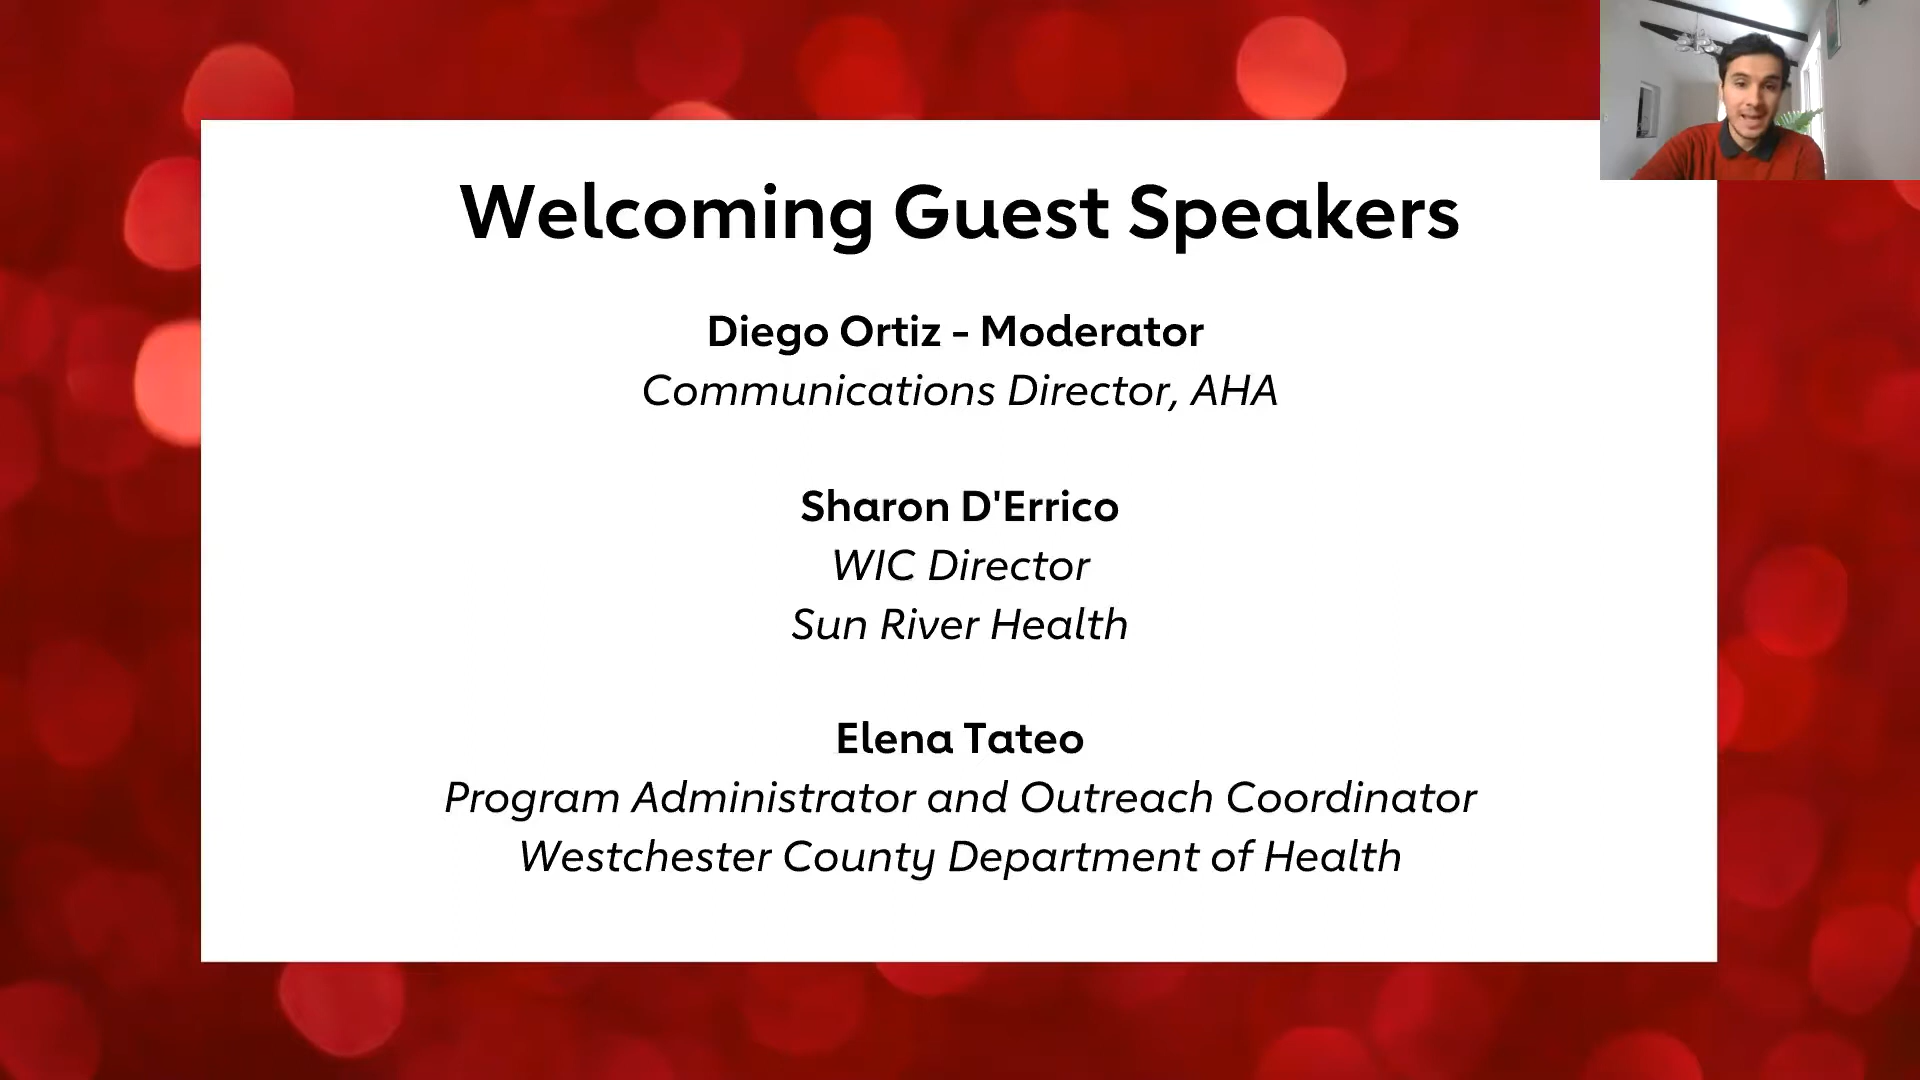 Welcoming Guest Speakers
Diego Ortiz - Moderator
Communications Director, AHA
Sharon D'Errico
WIC Director
Sun River Health
Elena Tateo
Program Administrator and Outreach Coordinator
Westchester County Department of Health